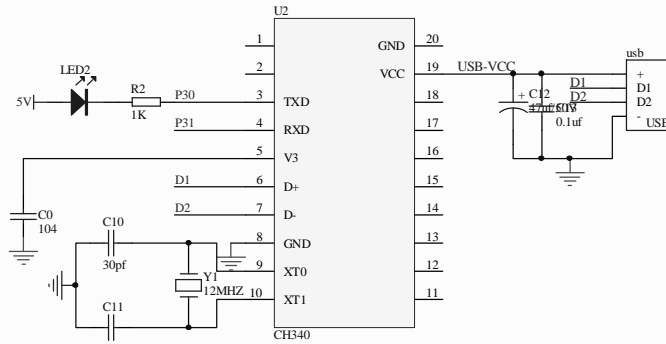 U2
1
2
3
4
5
6
7
8
9
10
TXD
RXD
V3
D+
D-
GND
XT0
XT1
GND
VCC
20
19
18
17
16
15
14
13
12
11
CH340
LED2
5V
R2
1K
P30
P31
D1
D2
C0
104
C10
30pf
C11
Y1
12MHZ
USB-VCC
+
C12
0.1uf
usb
D1
D2
+
D1
D2
-
USB